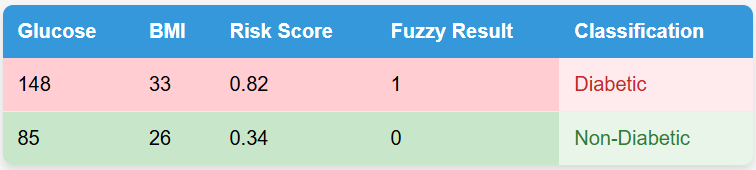 Glucose BMI Risk Score Fuzzy Result Classification
148 33 0.82 1 Diabetic
85 26 0.34 0 Non-Diabetic